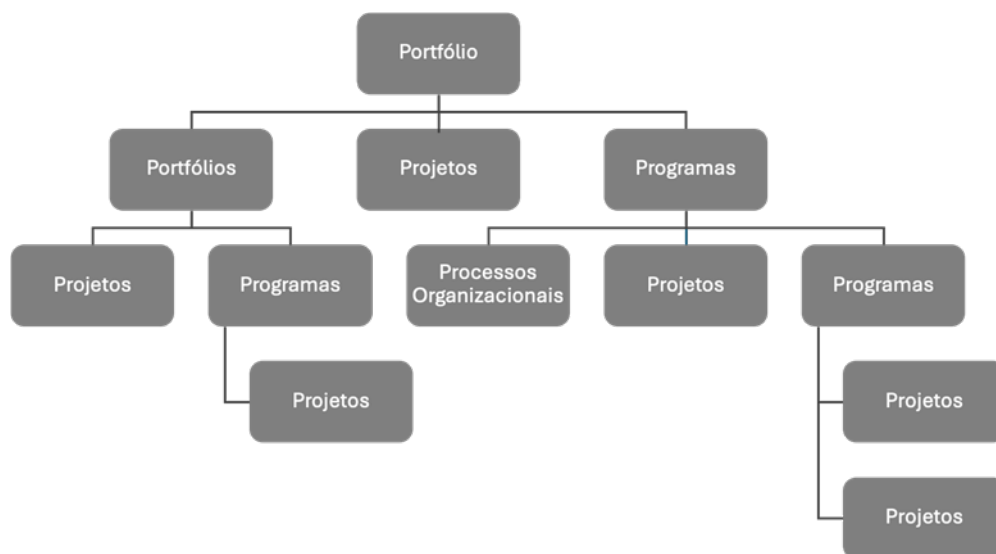 Portfólio
Portfólios
Projetos
Programas
Projetos
Programas
Processos
Organizacionais
Projetos
Programas
Projetos
Projetos
Projetos